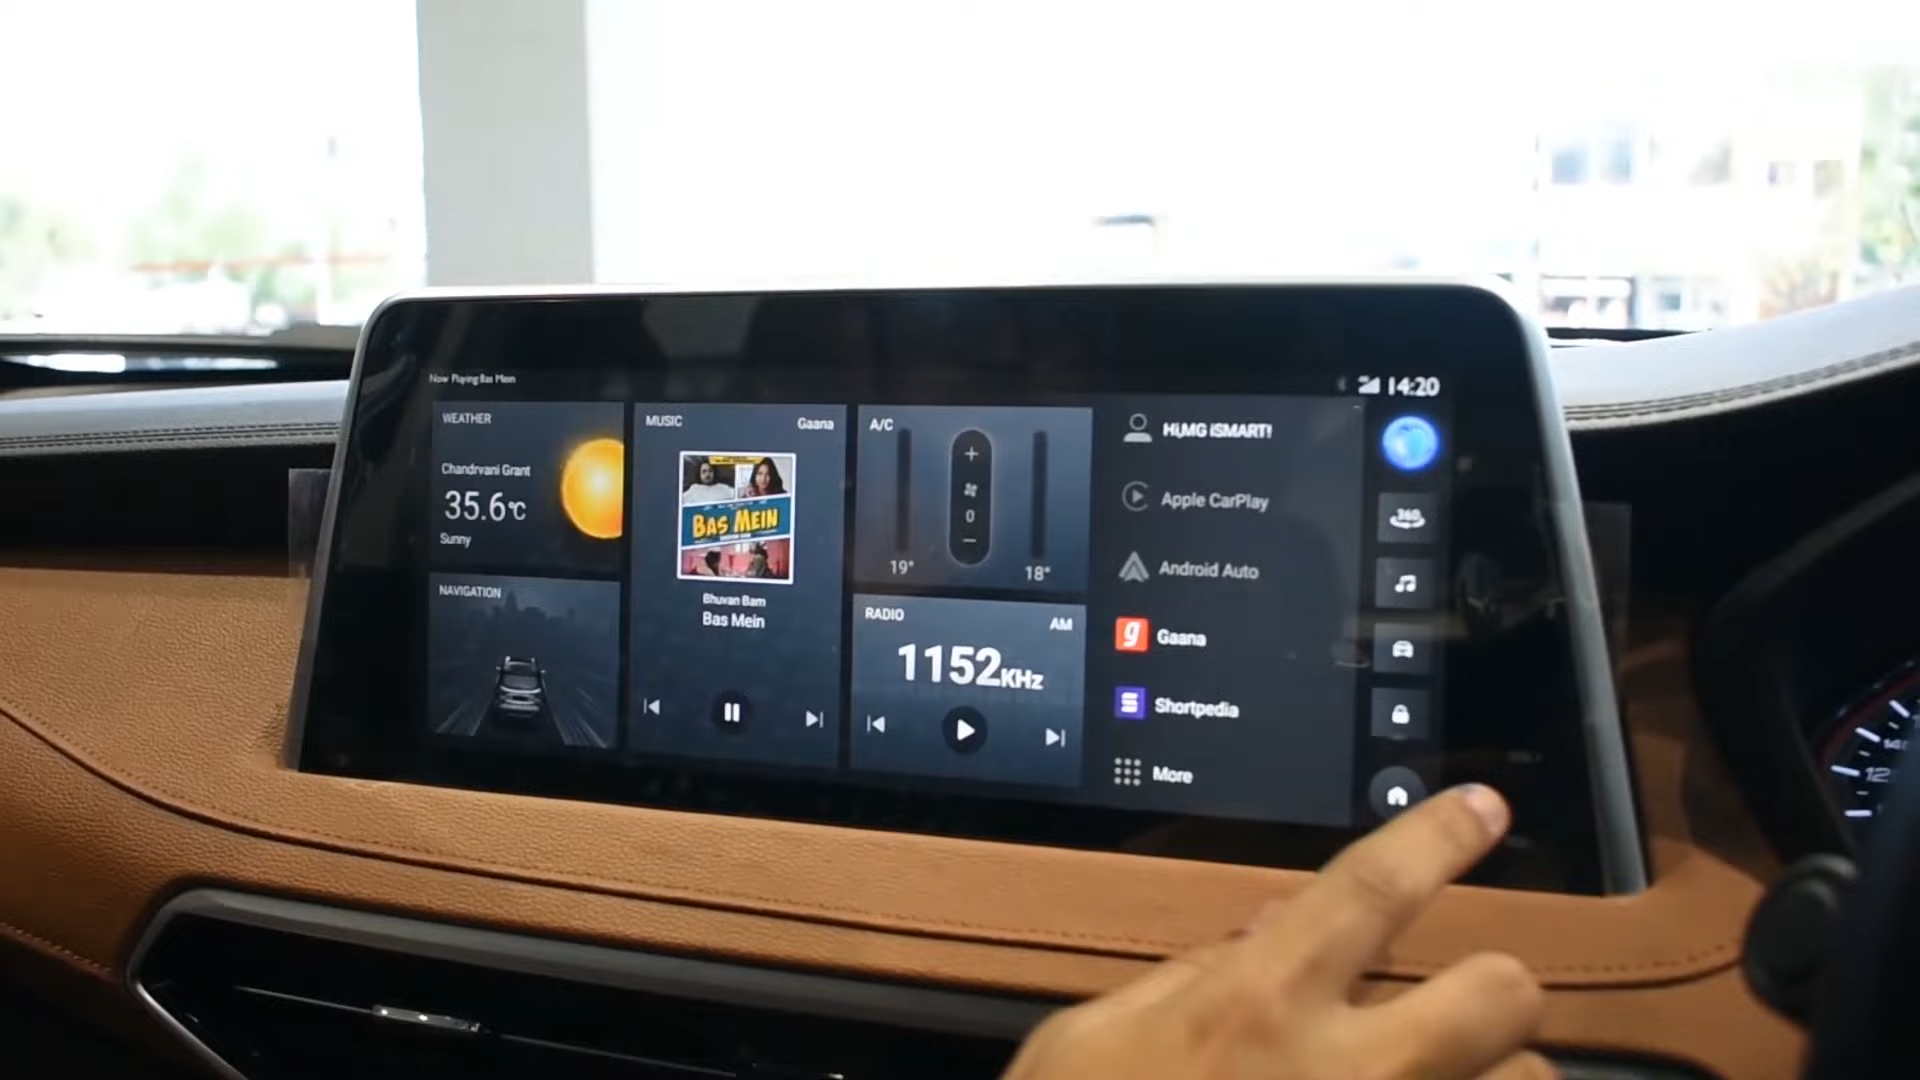 Now Playing Bas Mein
14:20
WEATHER
Chandrvani Grant
35.6℃
Sunny
NAVIGATION
MUSIC
Gaana
BAS MEIN
Bhuvan Bam
Bas Mein
A/C
+
0
−
19°
18°
RADIO
AM
1152KHz
Hi,MG iSMART!
Apple CarPlay
Android Auto
g
Gaana
Shortpedia
More
360